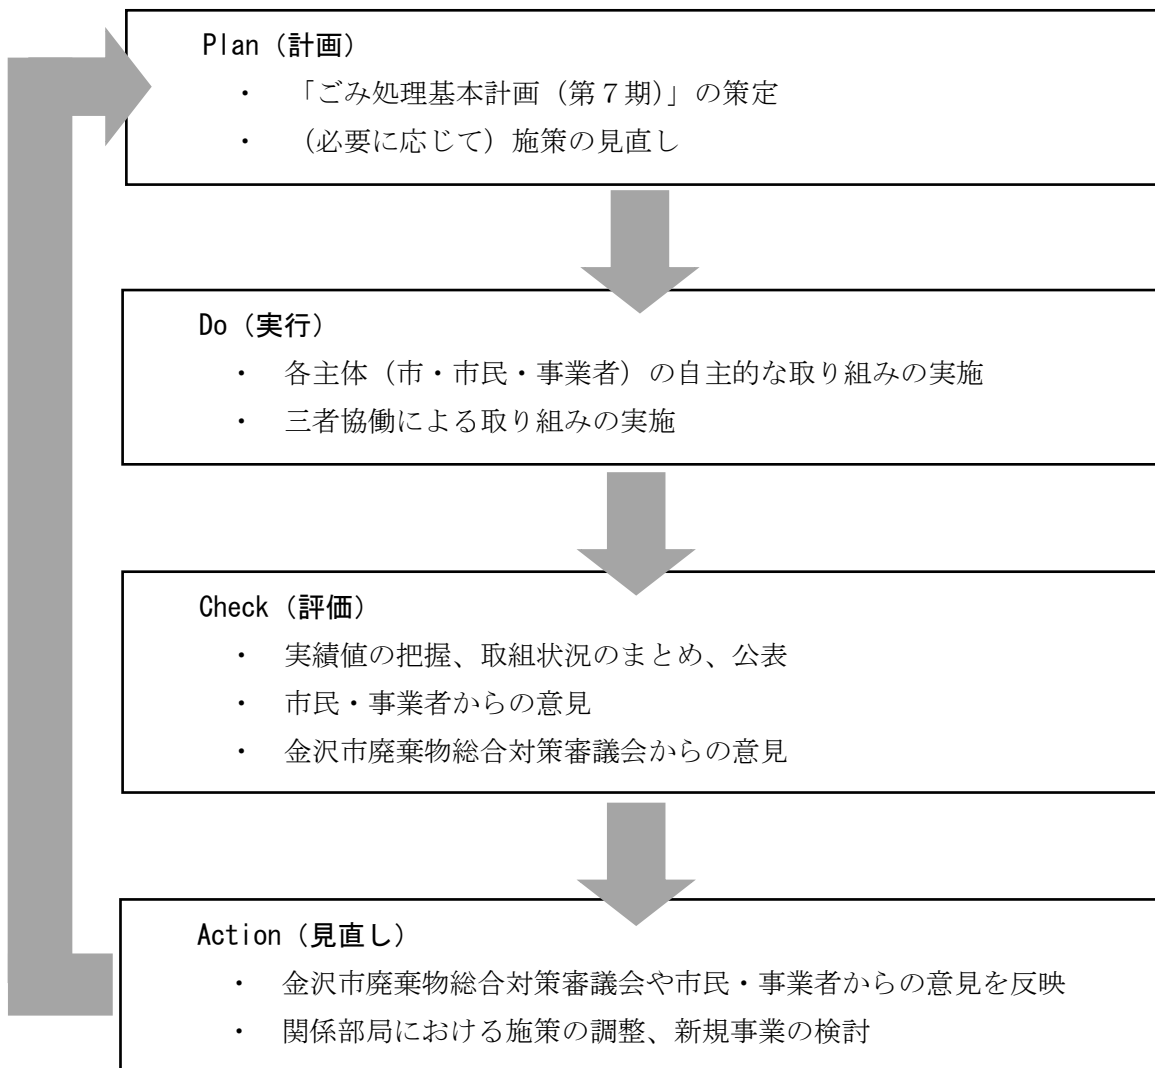 Plan（計画）
・ 「ごみ処理基本計画（第７期）」の策定
・ （必要に応じて）施策の見直し
Do（実行）
・ 各主体（市・市民・事業者）の自主的な取り組みの実施
・ 三者協働による取り組みの実施
Check（評価）
・ 実績値の把握、取組状況のまとめ、公表
・ 市民・事業者からの意見
・ 金沢市廃棄物総合対策審議会からの意見
Action（見直し）
・ 金沢市廃棄物総合対策審議会や市民・事業者からの意見を反映
・ 関係部局における施策の調整、新規事業の検討